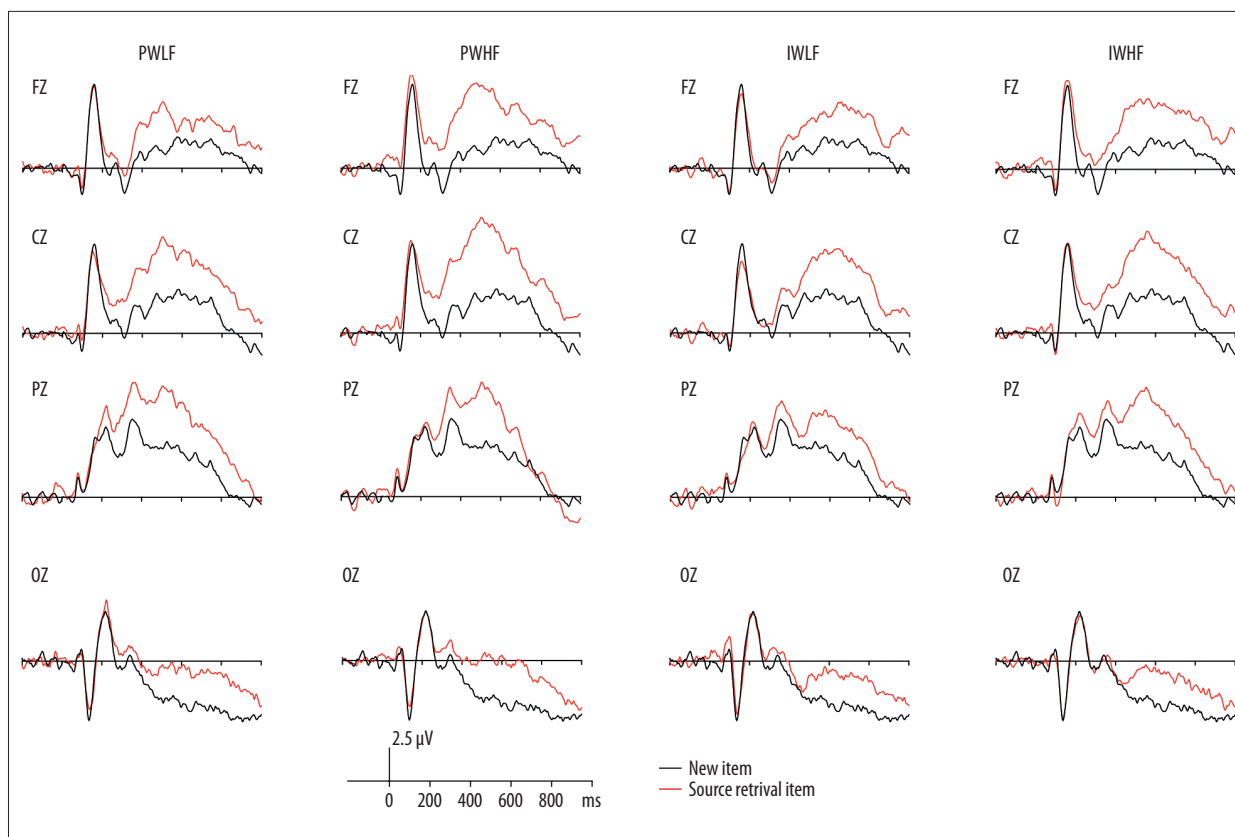 PWLF PWHF IWLF IWHF
FZ FZ FZ FZ
CZ CZ CZ CZ
PZ PZ PZ PZ
OZ OZ OZ OZ
2.5 µV
0 200 400 600 800 ms
New item
Source retrival item